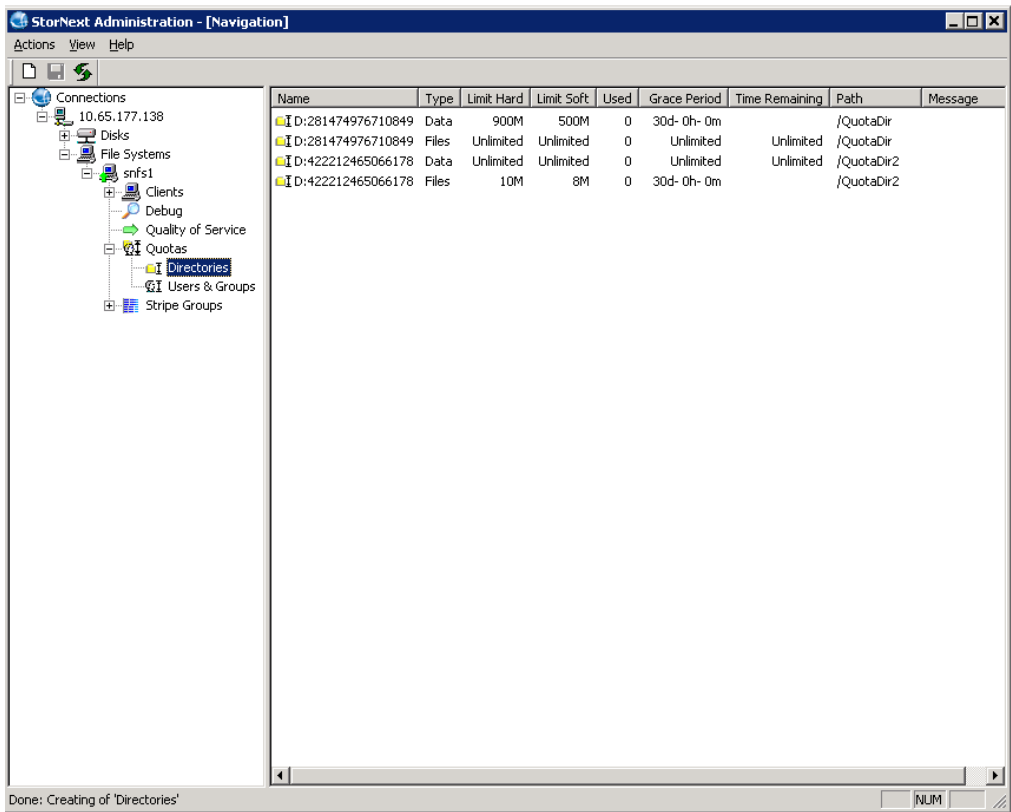 StorNext Administration - [Navigation]
Actions View Help
Connections
10.65.177.138
Disks
File Systems
snfs1
Clients
Debug
Quality of Service
Quotas
Directories
Users & Groups
Stripe Groups
Name Type Limit Hard Limit Soft Used Grace Period Time Remaining Path Message
D:281474976710849 Data 900M 500M 0 30d- 0h- 0m /QuotaDir
D:281474976710849 Files Unlimited Unlimited 0 Unlimited Unlimited /QuotaDir
D:422212465066178 Data Unlimited Unlimited 0 Unlimited Unlimited /QuotaDir2
D:422212465066178 Files 10M 8M 0 30d- 0h- 0m /QuotaDir2
Done: Creating of 'Directories' NUM